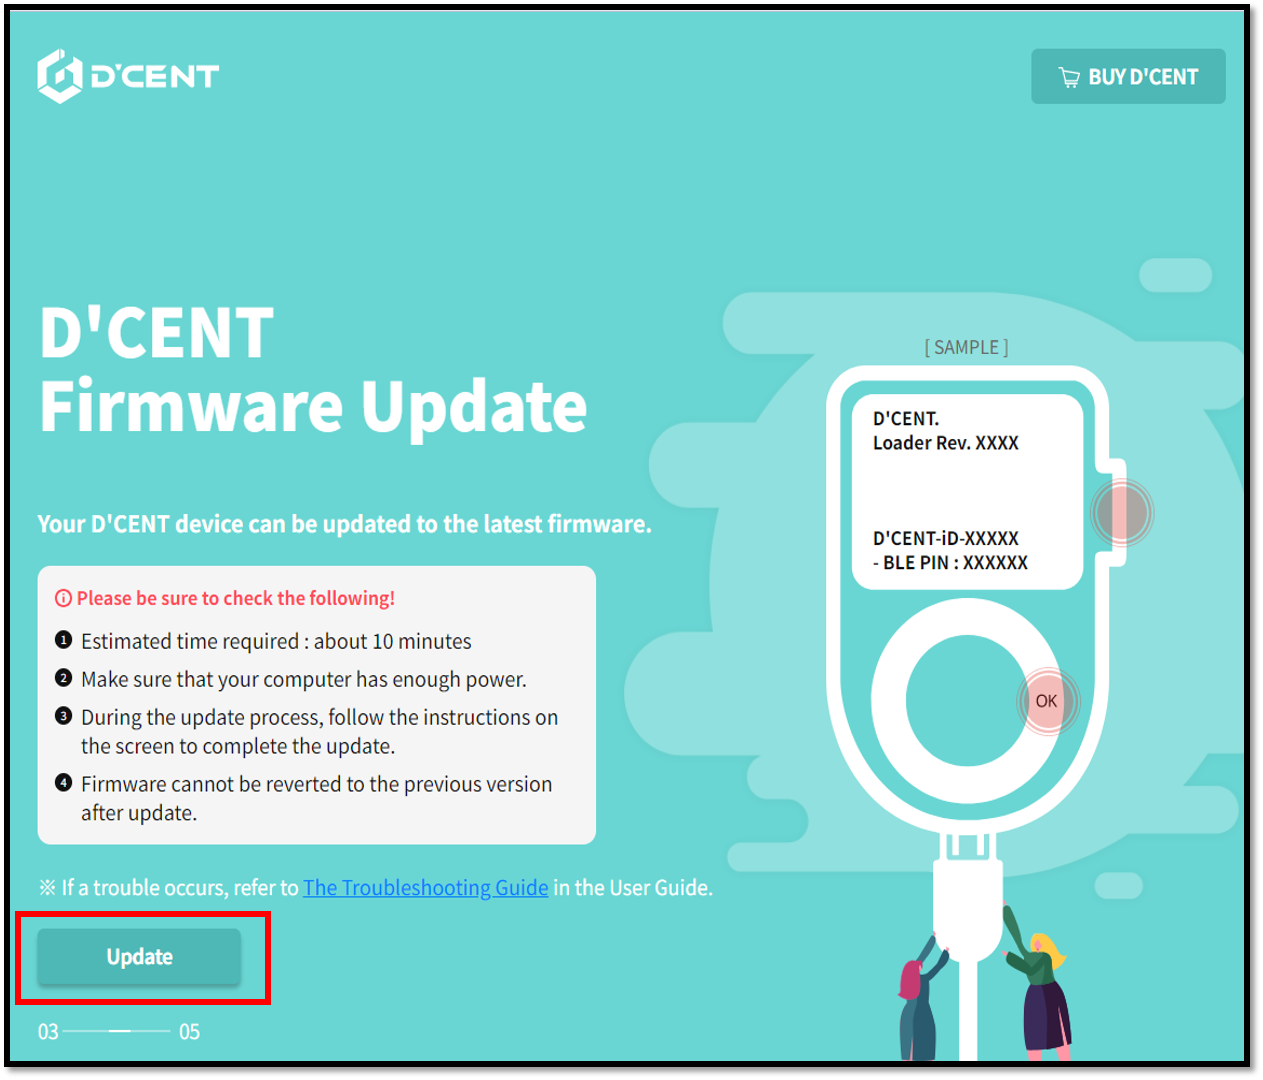 D'CENT
BUY D'CENT
D'CENT
Firmware Update
Your D'CENT device can be updated to the latest firmware.
Please be sure to check the following!
1 Estimated time required : about 10 minutes
2 Make sure that your computer has enough power.
3 During the update process, follow the instructions on
the screen to complete the update.
4 Firmware cannot be reverted to the previous version
after update.
※ If a trouble occurs, refer to The Troubleshooting Guide in the User Guide.
Update
03 05
[ SAMPLE ]
D'CENT.
Loader Rev. XXXX
D'CENT-iD-XXXXX
- BLE PIN : XXXXXX
OK